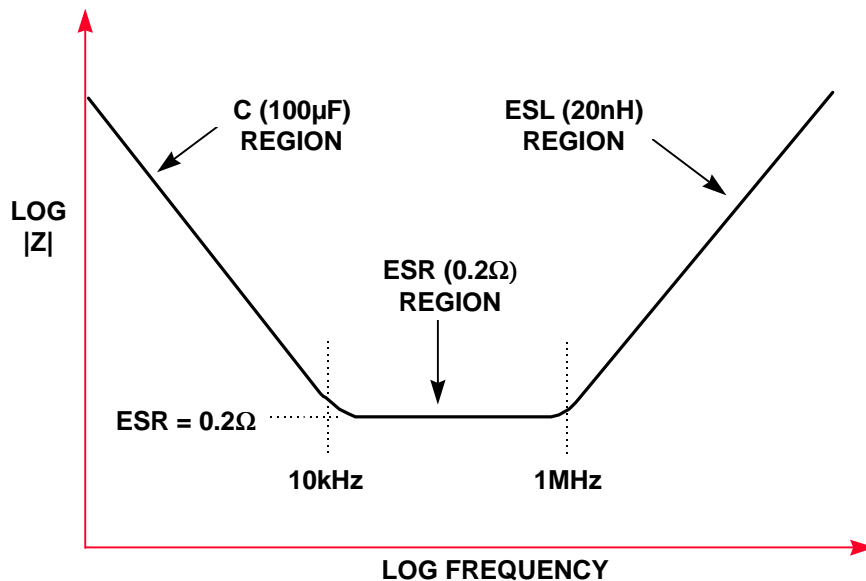 C (100µF)
REGION
ESL (20nH)
REGION
LOG
|Z|
ESR (0.2Ω)
REGION
ESR = 0.2Ω
10kHz
1MHz
LOG FREQUENCY